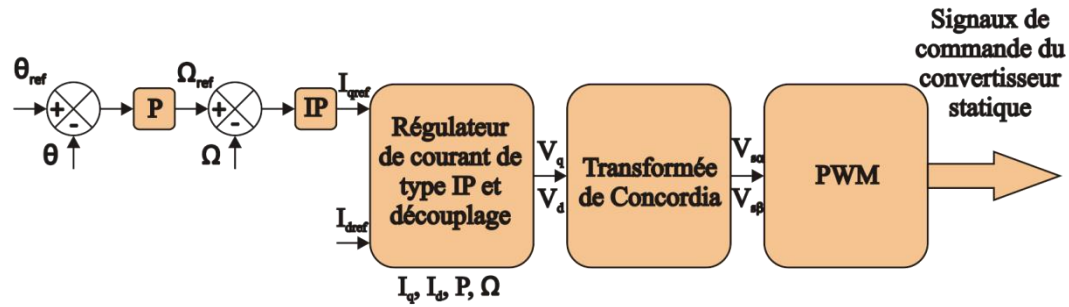 Signaux de
commande du
convertisseur
statique
θref
+
-
θ
P
Ωref
+
-
Ω
IP
Iqref
Idref
Régulateur
de courant de
type IP et
découplage
Iq, Id, P, Ω
Vq
Vd
Transformée
de Concordia
Vsα
Vsβ
PWM